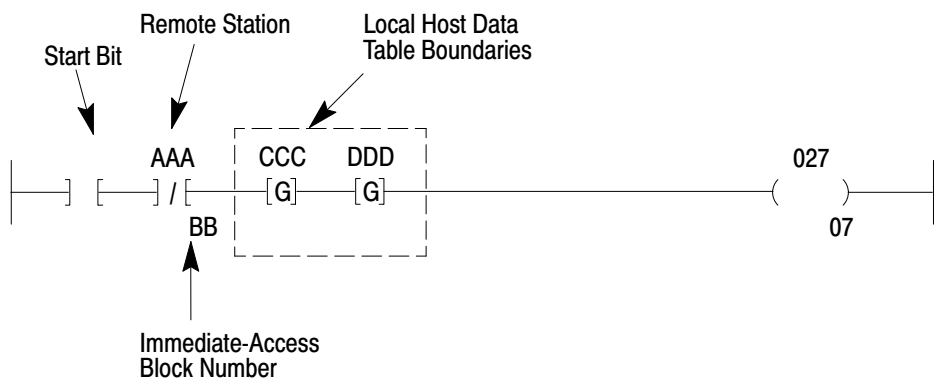 Remote Station
Local Host Data
Table Boundaries
Start Bit
AAA
CCC
DDD
027
] [
] / [
[G]
[G]
( )
BB
07
Immediate-Access
Block Number